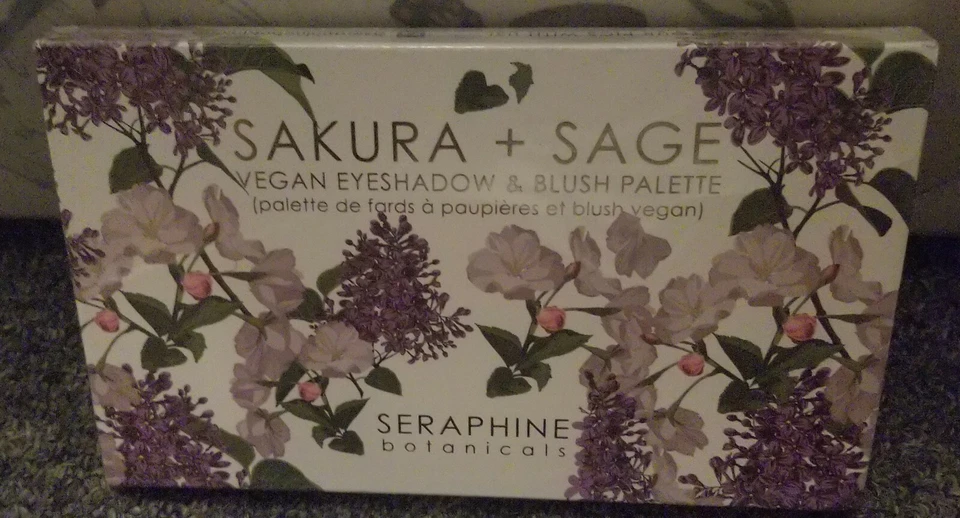 SAKURA + SAGE
VEGAN EYESHADOW & BLUSH PALETTE
(palette de fards à paupières et blush vegan)
SERAPHINE
botanicals